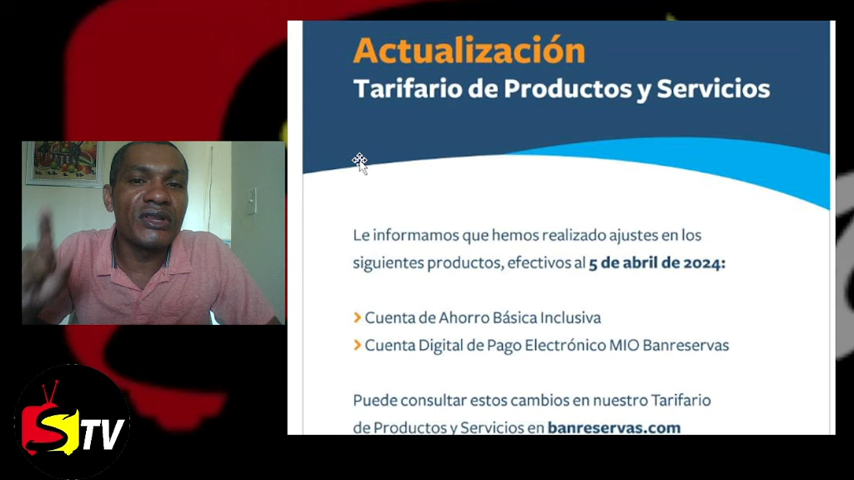 Actualización
Tarifario de Productos y Servicios
Le informamos que hemos realizado ajustes en los
siguientes productos, efectivos al 5 de abril de 2024:
Cuenta de Ahorro Básica Inclusiva
Cuenta Digital de Pago Electrónico MIO Banreservas
Puede consultar estos cambios en nuestro Tarifario
de Productos y Servicios en banreservas.com
STV